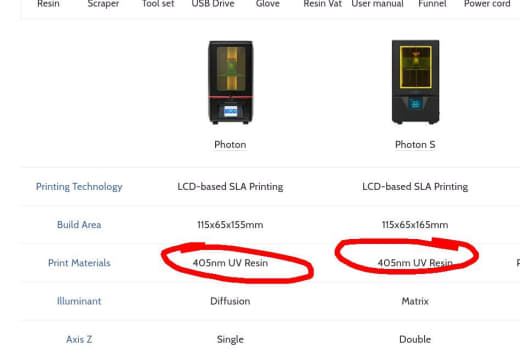 Resin Scraper Tool set USB Drive Glove Resin Vat User manual Funnel Power cord
Photon Photon S
Printing Technology LCD-based SLA Printing LCD-based SLA Printing
Build Area 115x65x155mm 115x65x165mm
Print Materials 405nm UV Resin 405nm UV Resin
Illuminant Diffusion Matrix
Axis Z Single Double